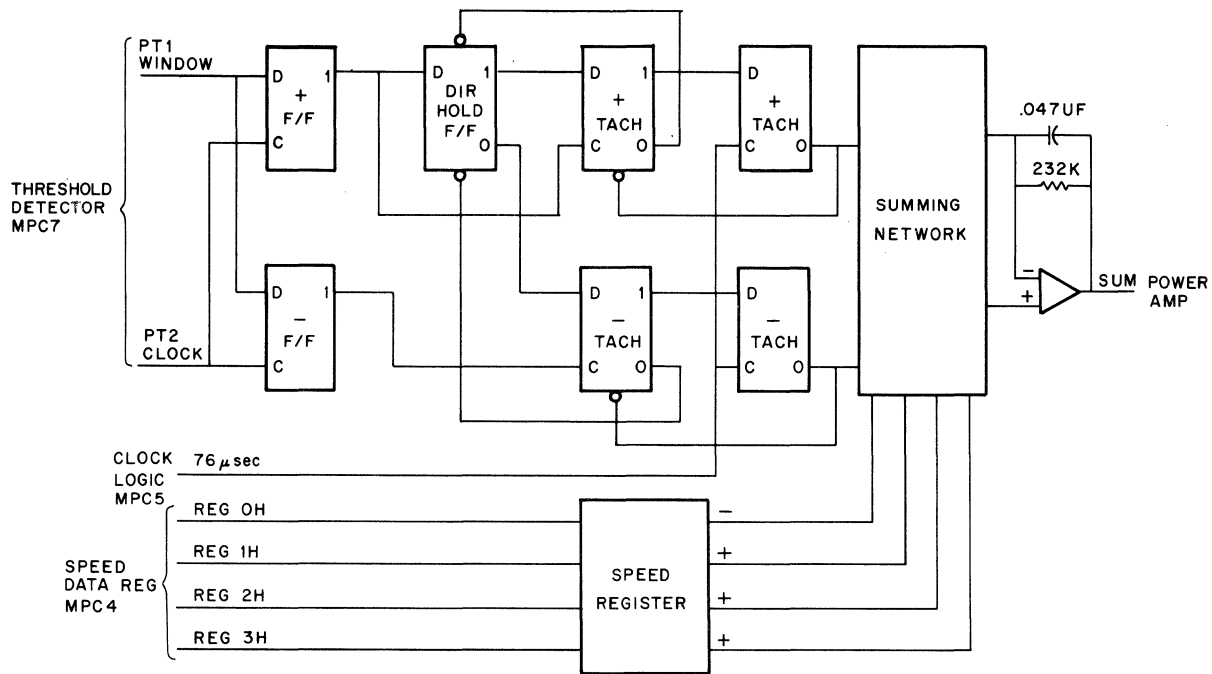 PT1
WINDOW
D 1
+
F/F
C
D 1
DIR
HOLD
F/F
0
D 1
+
TACH
C 0
D
+
TACH
C 0
SUMMING
NETWORK
.047UF
232K
−
+
SUM POWER
AMP
THRESHOLD
DETECTOR
MPC7
D 1
−
F/F
C
PT2
CLOCK
D 1
−
TACH
C 0
D
−
TACH
C 0
CLOCK
LOGIC
MPC5
76 μsec
SPEED
DATA REG
MPC4
REG 0H
REG 1H
REG 2H
REG 3H
SPEED
REGISTER
−
+
+
+